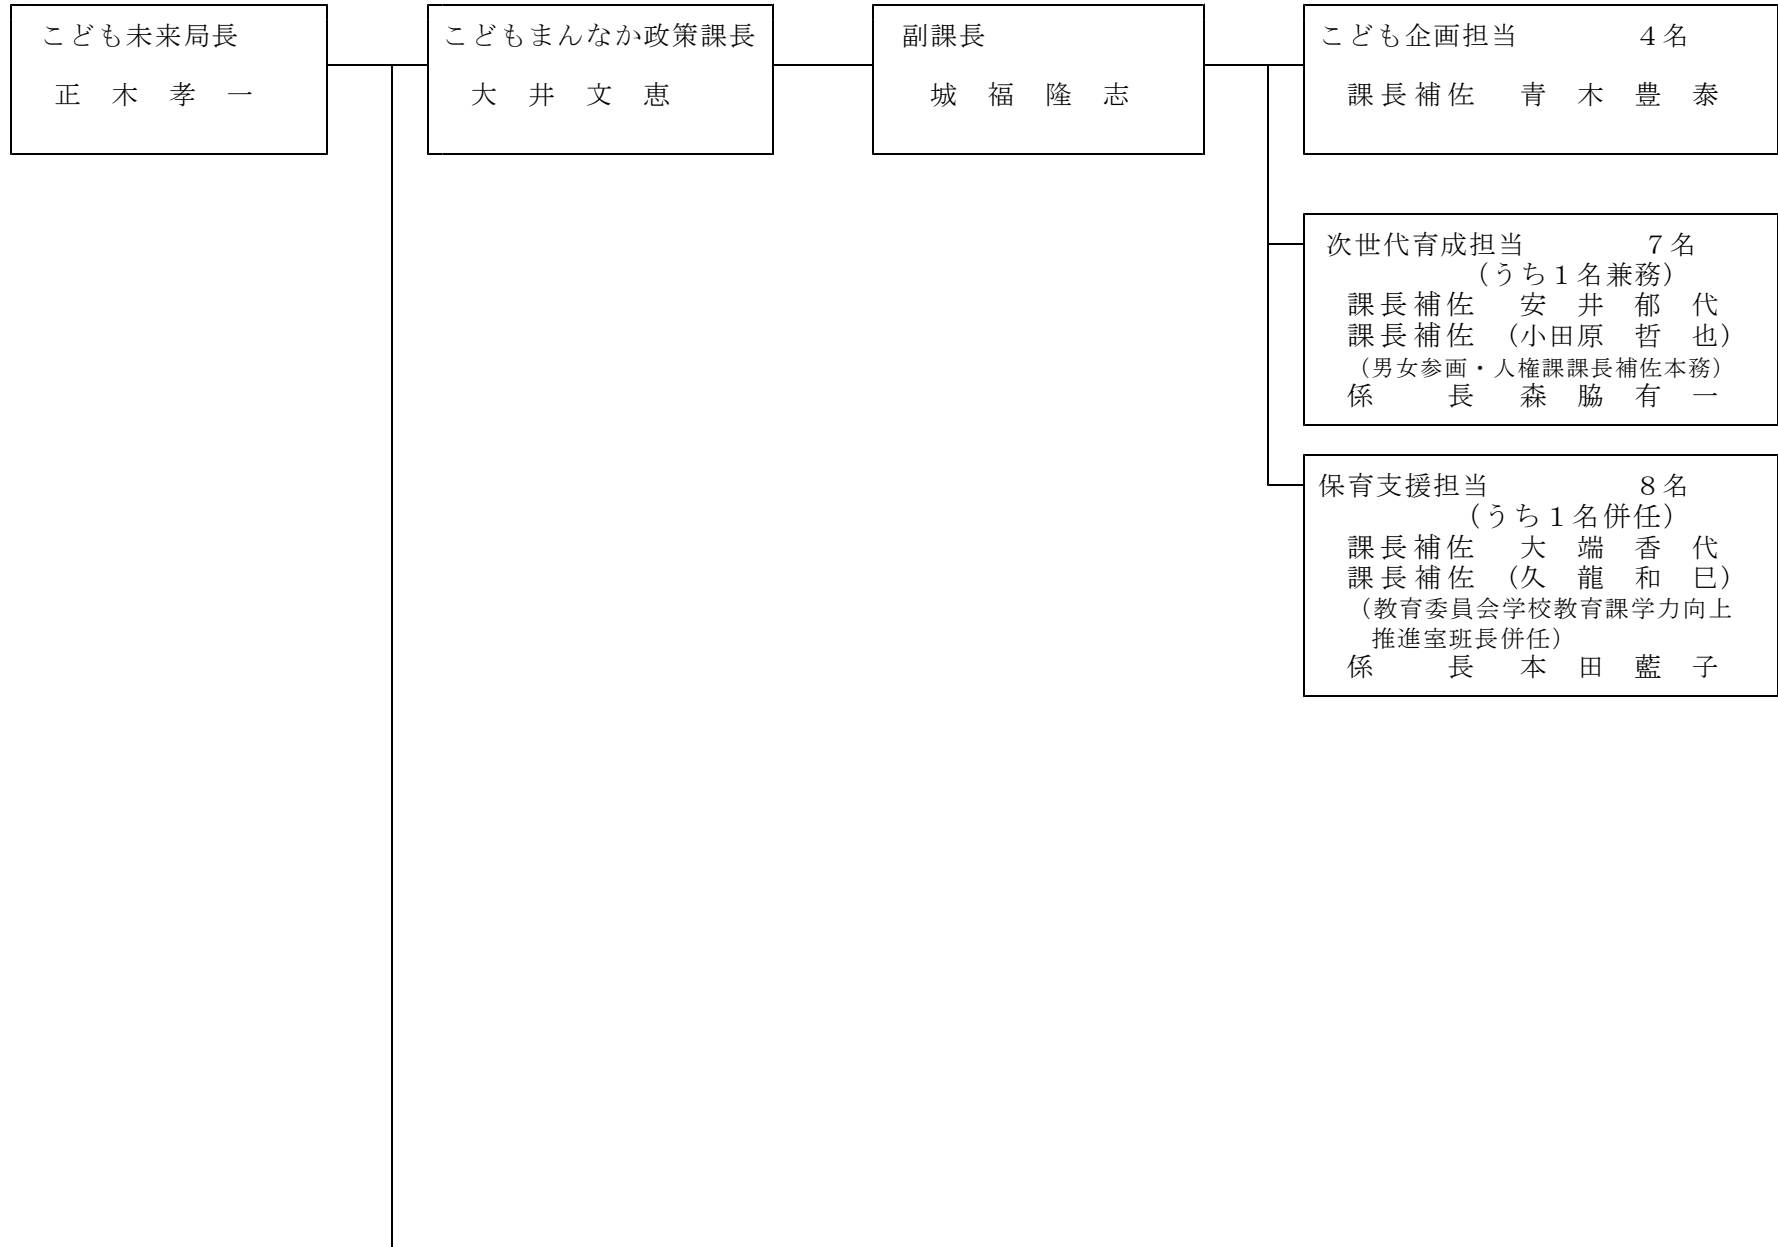 こども未来局長
正　木　孝　一
こどもまんなか政策課長
大　井　文　恵
副課長
城　福　隆　志
こども企画担当　　　　４名
課長補佐　青　木　豊　泰
次世代育成担当　　　　７名
（うち１名兼務）
課長補佐　安　井　郁　代
課長補佐　（小田原　哲　也）
（男女参画・人権課課長補佐本務）
係　　長　森　脇　有　一
保育支援担当　　　　　８名
（うち１名併任）
課長補佐　大　端　香　代
課長補佐　（久　龍　和　巳）
（教育委員会学校教育課学力向上
推進室班長併任）
係　　長　本　田　藍　子